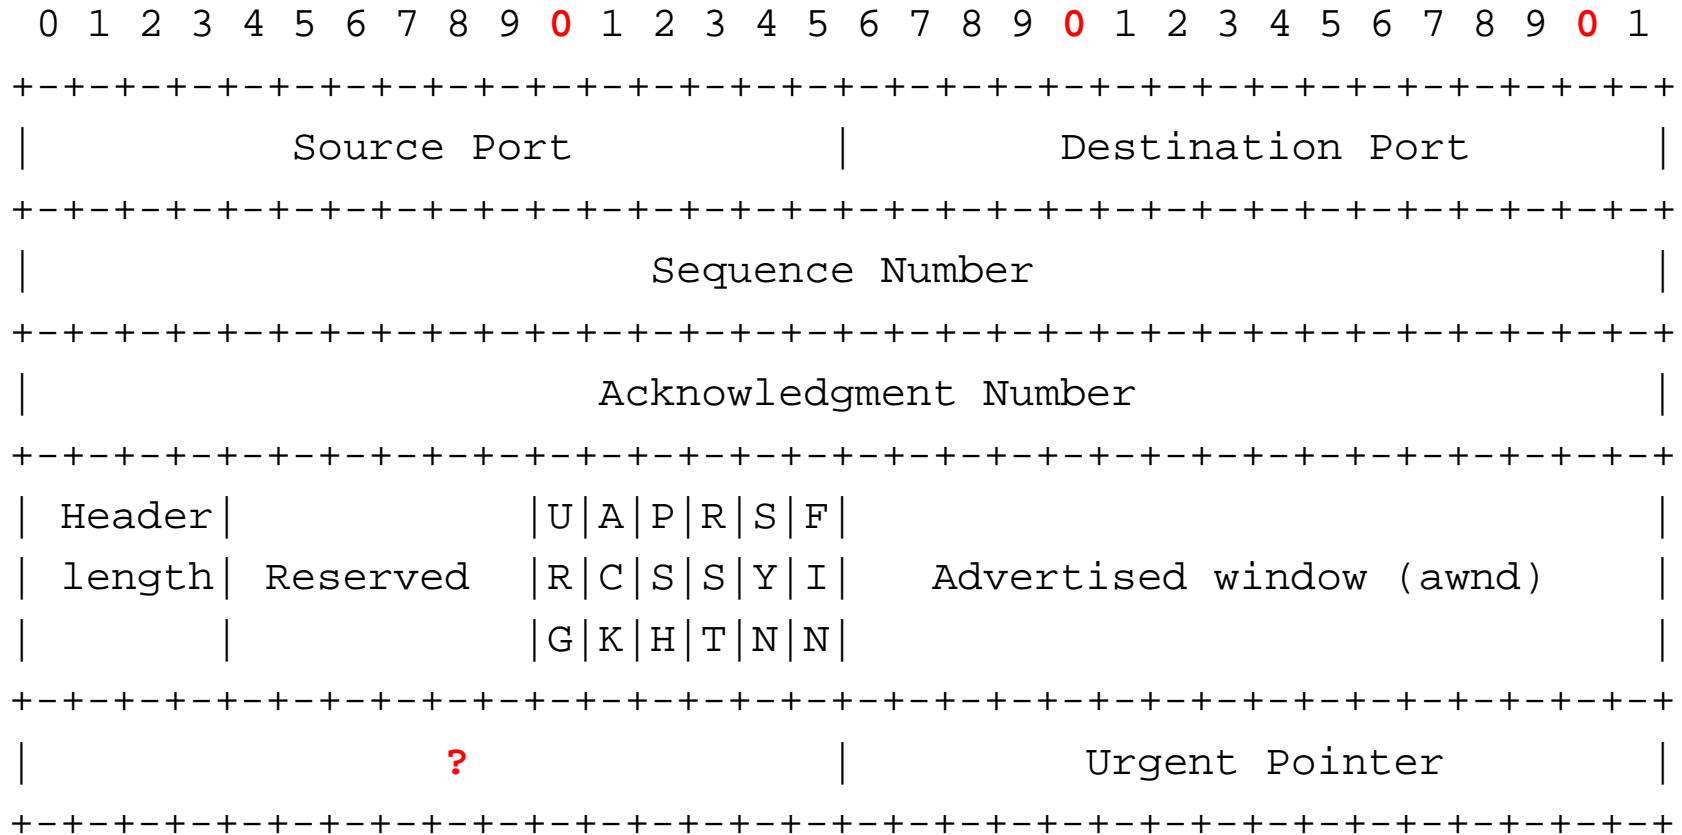 0 1 2 3 4 5 6 7 8 9 0 1 2 3 4 5 6 7 8 9 0 1 2 3 4 5 6 7 8 9 0 1
+-+-+-+-+-+-+-+-+-+-+-+-+-+-+-+-+-+-+-+-+-+-+-+-+-+-+-+-+-+-+-+-+
| Source Port | Destination Port |
+-+-+-+-+-+-+-+-+-+-+-+-+-+-+-+-+-+-+-+-+-+-+-+-+-+-+-+-+-+-+-+-+
| Sequence Number |
+-+-+-+-+-+-+-+-+-+-+-+-+-+-+-+-+-+-+-+-+-+-+-+-+-+-+-+-+-+-+-+-+
| Acknowledgment Number |
+-+-+-+-+-+-+-+-+-+-+-+-+-+-+-+-+-+-+-+-+-+-+-+-+-+-+-+-+-+-+-+-+
| Header| |U|A|P|R|S|F| |
| length| Reserved |R|C|S|S|Y|I| Advertised window (awnd) |
| | |G|K|H|T|N|N| |
+-+-+-+-+-+-+-+-+-+-+-+-+-+-+-+-+-+-+-+-+-+-+-+-+-+-+-+-+-+-+-+-+
| ? | Urgent Pointer |
+-+-+-+-+-+-+-+-+-+-+-+-+-+-+-+-+-+-+-+-+-+-+-+-+-+-+-+-+-+-+-+-+